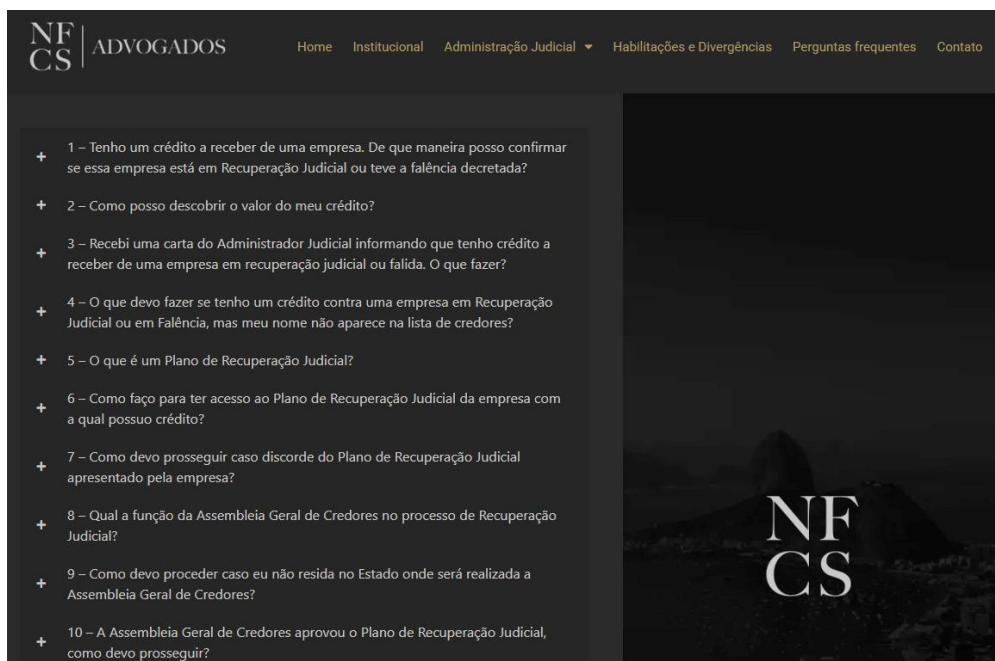 NF
CS
ADVOGADOS
Home Institucional Administração Judicial Habilitações e Divergências Perguntas frequentes Contato
1 – Tenho um crédito a receber de uma empresa. De que maneira posso confirmar
se essa empresa está em Recuperação Judicial ou teve a falência decretada?
2 – Como posso descobrir o valor do meu crédito?
3 – Recebi uma carta do Administrador Judicial informando que tenho crédito a
receber de uma empresa em recuperação judicial ou falida. O que fazer?
4 – O que devo fazer se tenho um crédito contra uma empresa em Recuperação
Judicial ou em Falência, mas meu nome não aparece na lista de credores?
5 – O que é um Plano de Recuperação Judicial?
6 – Como faço para ter acesso ao Plano de Recuperação Judicial da empresa com
a qual possuo crédito?
7 – Como devo prosseguir caso discorde do Plano de Recuperação Judicial
apresentado pela empresa?
8 – Qual a função da Assembleia Geral de Credores no processo de Recuperação
Judicial?
9 – Como devo proceder caso eu não resida no Estado onde será realizada a
Assembleia Geral de Credores?
10 – A Assembleia Geral de Credores aprovou o Plano de Recuperação Judicial,
como devo prosseguir?
NF
CS